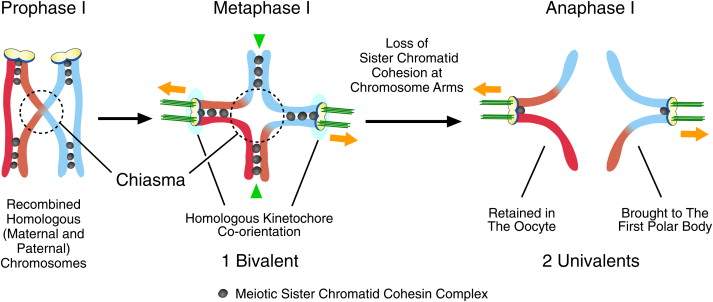 Prophase I
Metaphase I
Anaphase I
Loss of
Sister Chromatid
Cohesion at
Chromosome Arms
Chiasma
Recombined
Homologous
(Maternal and
Paternal)
Chromosomes
Homologous Kinetochore
Co-orientation
Retained in
The Oocyte
Brought to The
First Polar Body
1 Bivalent
2 Univalents
Meiotic Sister Chromatid Cohesin Complex